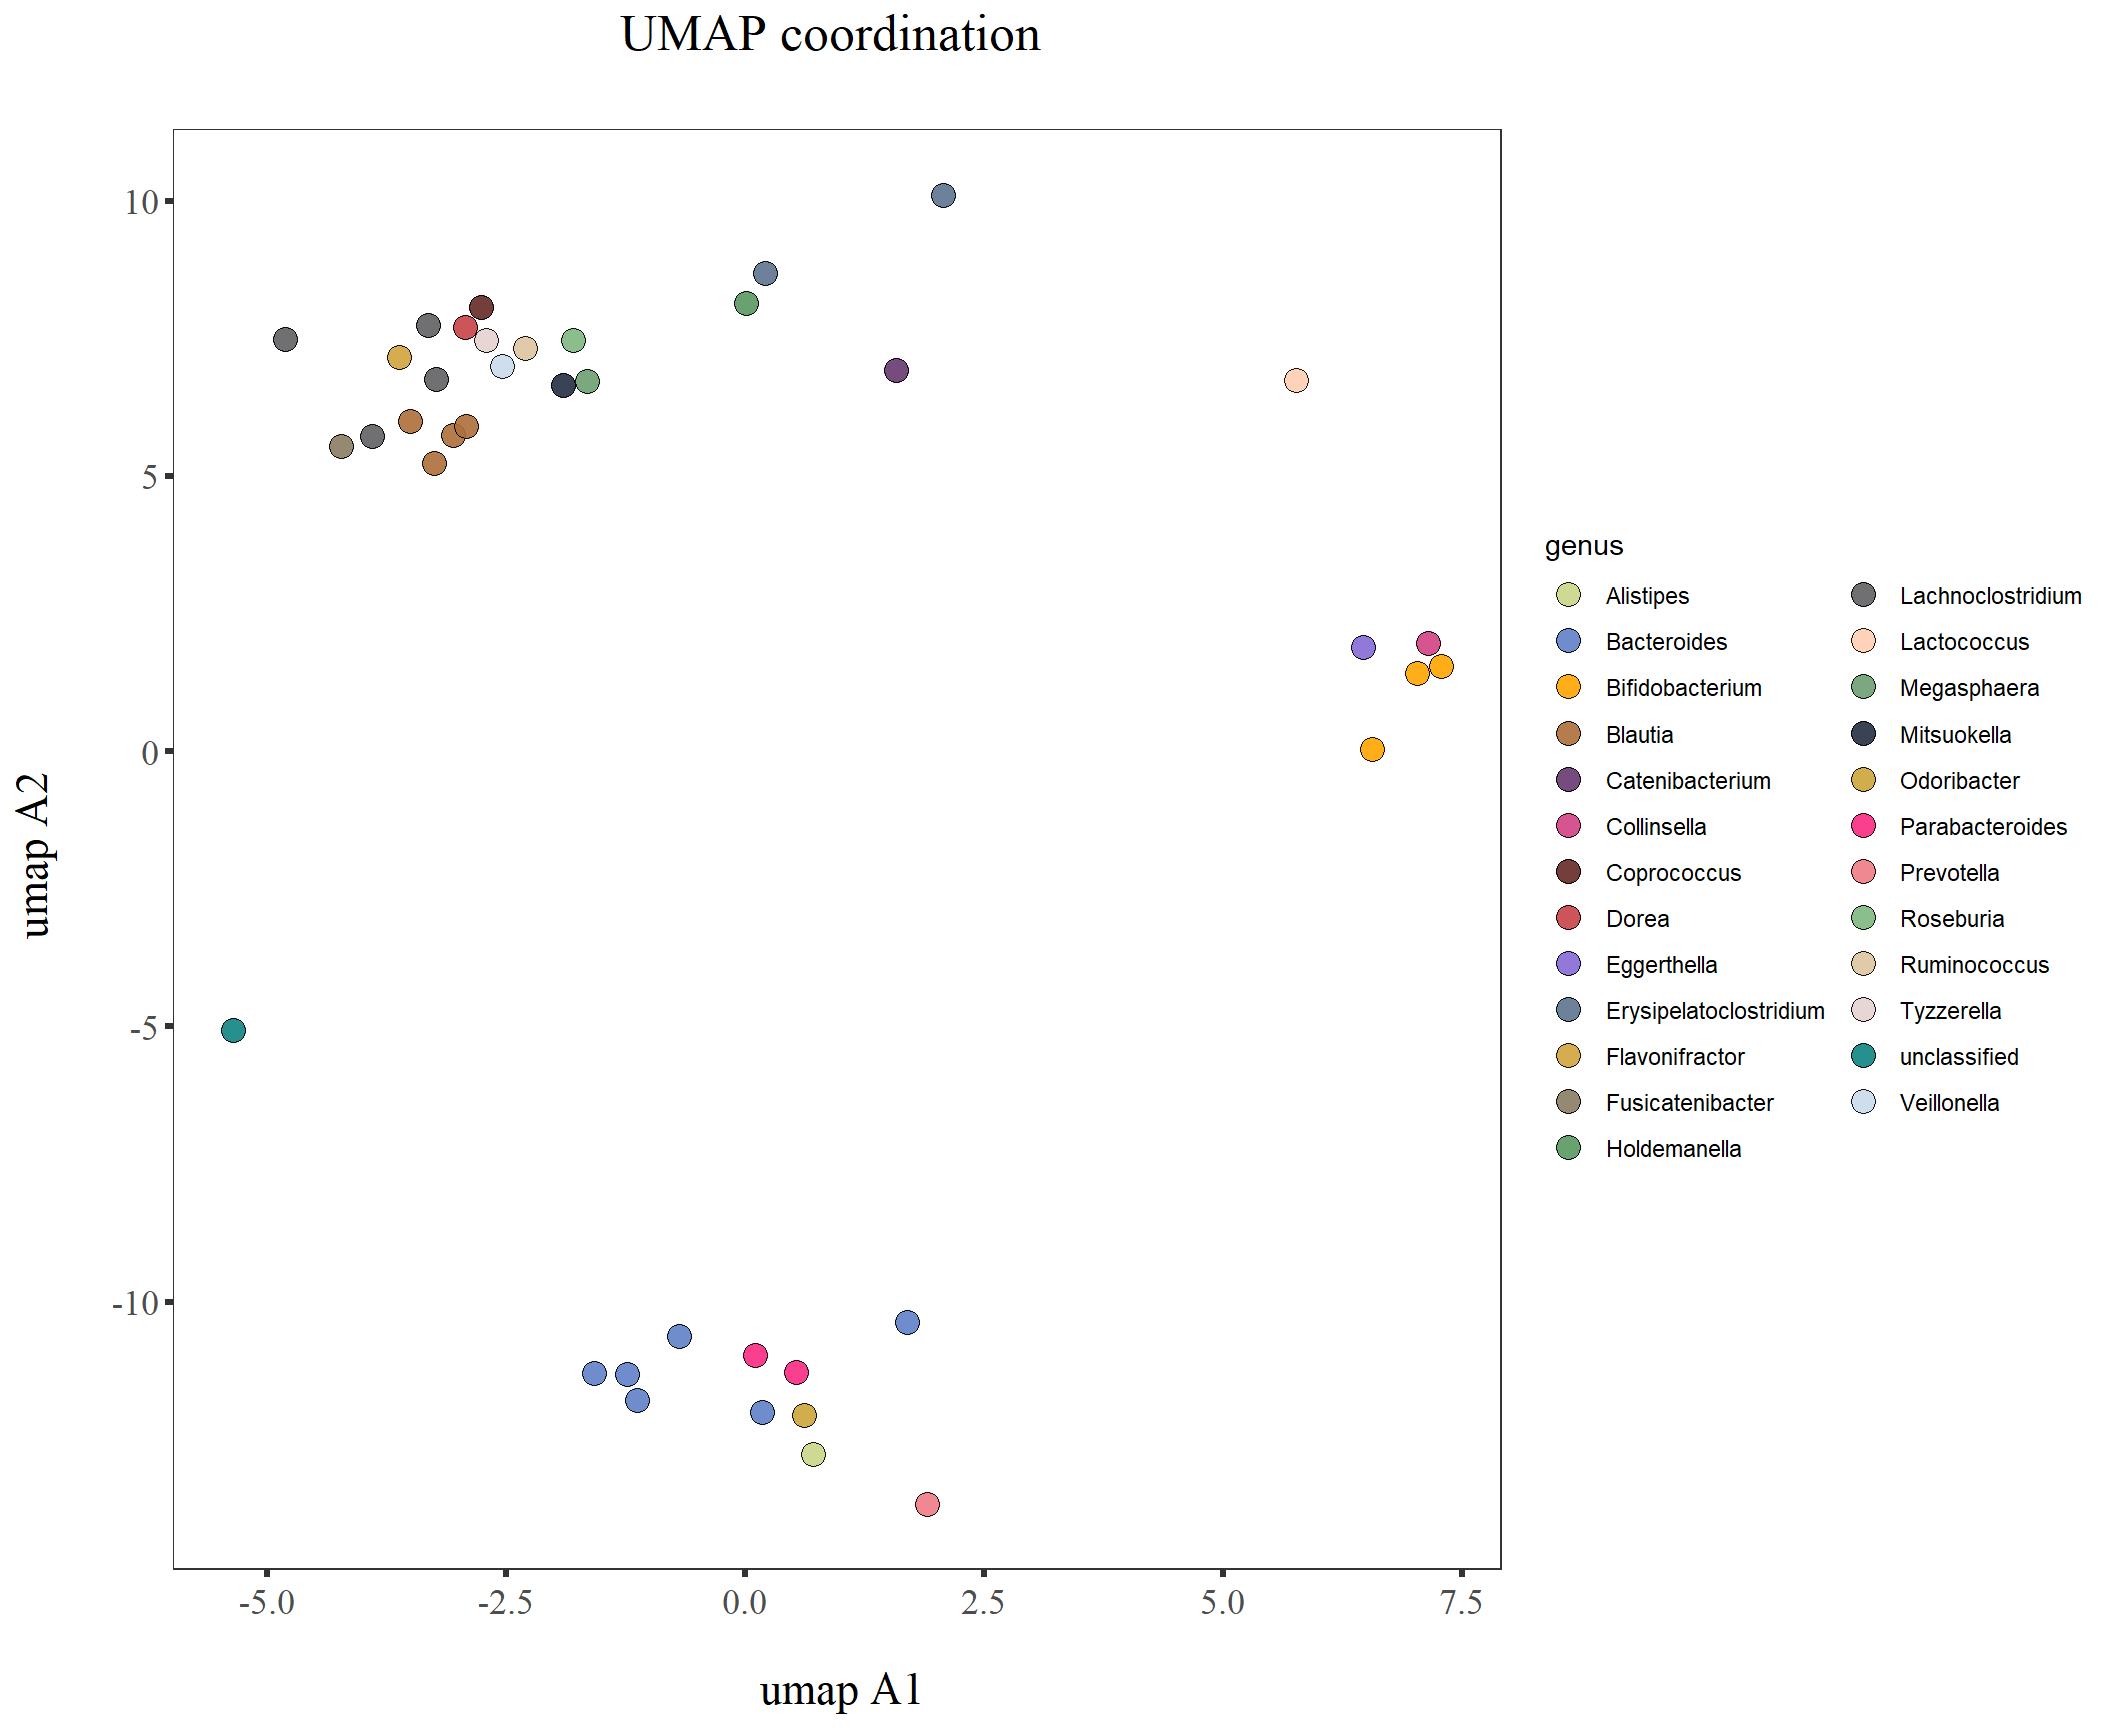 UMAP coordination
10
5
0
-5
-10
umap A2
-5.0
-2.5
0.0
2.5
5.0
7.5
umap A1
genus
Alistipes
Bacteroides
Bifidobacterium
Blautia
Catenibacterium
Collinsella
Coprococcus
Dorea
Eggerthella
Erysipelatoclostridium
Flavonifractor
Fusicatenibacter
Holdemanella
Lachnoclostridium
Lactococcus
Megasphaera
Mitsuokella
Odoribacter
Parabacteroides
Prevotella
Roseburia
Ruminococcus
Tyzzerella
unclassified
Veillonella